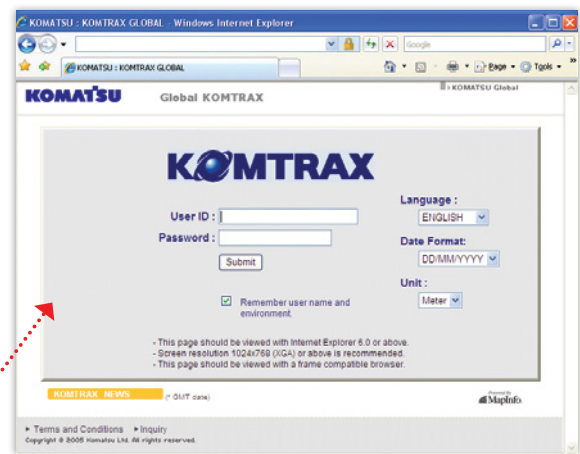 KOMATSU : KOMTRAX GLOBAL - Windows Internet Explorer
Google
KOMATSU : KOMTRAX GLOBAL
Page
Tools
KOMATSU
Global KOMTRAX
KOMATSU Global
KOMTRAX
User ID :
Password :
Submit
Remember user name and
environment.
Language :
ENGLISH
Date Format:
DD/MM/YYYY
Unit :
Meter
- This page should be viewed with Internet Explorer 6.0 or above.
- Screen resolution 1024x768 (XGA) or above is recommended.
- This page should be viewed with a frame compatible browser.
KOMTRAX NEWS
(* GMT date)
Powered By
MapInfo
Terms and Conditions
Inquiry
Copyright © 2005 Komatsu Ltd. All rights reserved.